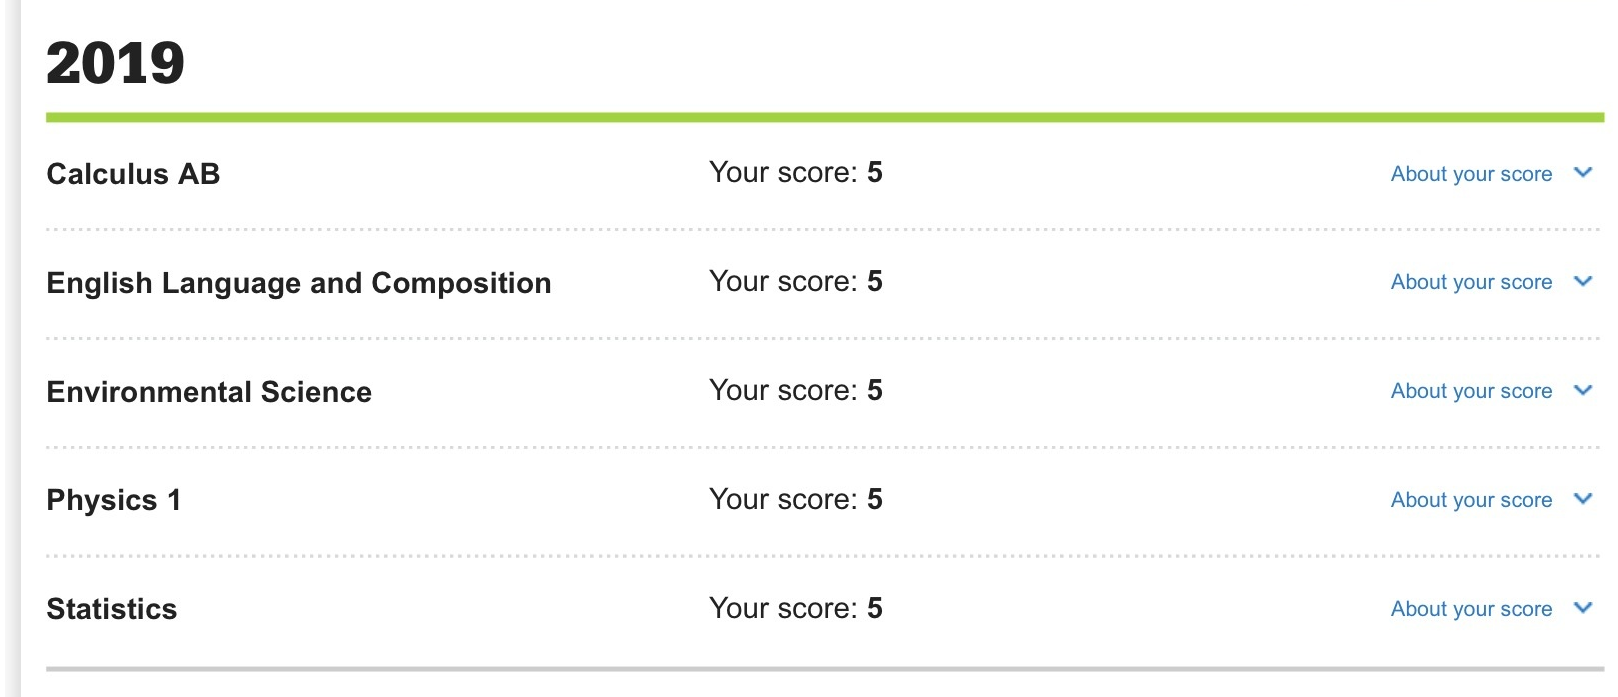 2019
Calculus AB Your score: 5 About your score
English Language and Composition Your score: 5 About your score
Environmental Science Your score: 5 About your score
Physics 1 Your score: 5 About your score
Statistics Your score: 5 About your score